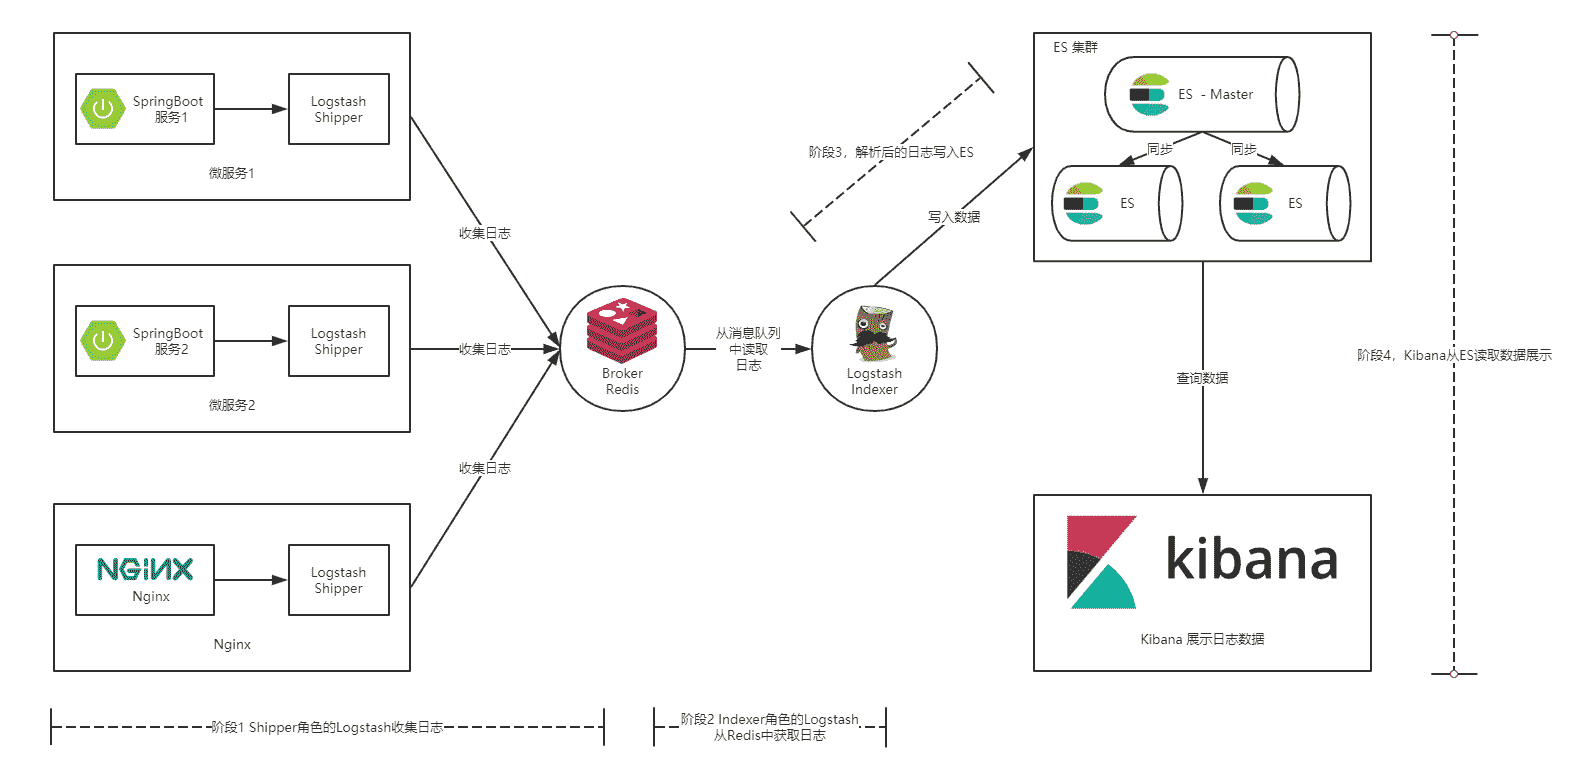 SpringBoot
服务1
Logstash
Shipper
微服务1
收集日志
SpringBoot
服务2
Logstash
Shipper
微服务2
收集日志
NGiNX
Nginx
Logstash
Shipper
Nginx
收集日志
Broker
Redis
从消息队列
中读取
日志
Logstash
Indexer
阶段3，解析后的日志写入ES
写入数据
ES 集群
ES - Master
同步
同步
ES
ES
查询数据
阶段4，Kibana从ES读取数据展示
kibana
Kibana 展示日志数据
阶段1 Shipper角色的Logstash收集日志
阶段2 Indexer角色的Logstash
从Redis中获取日志